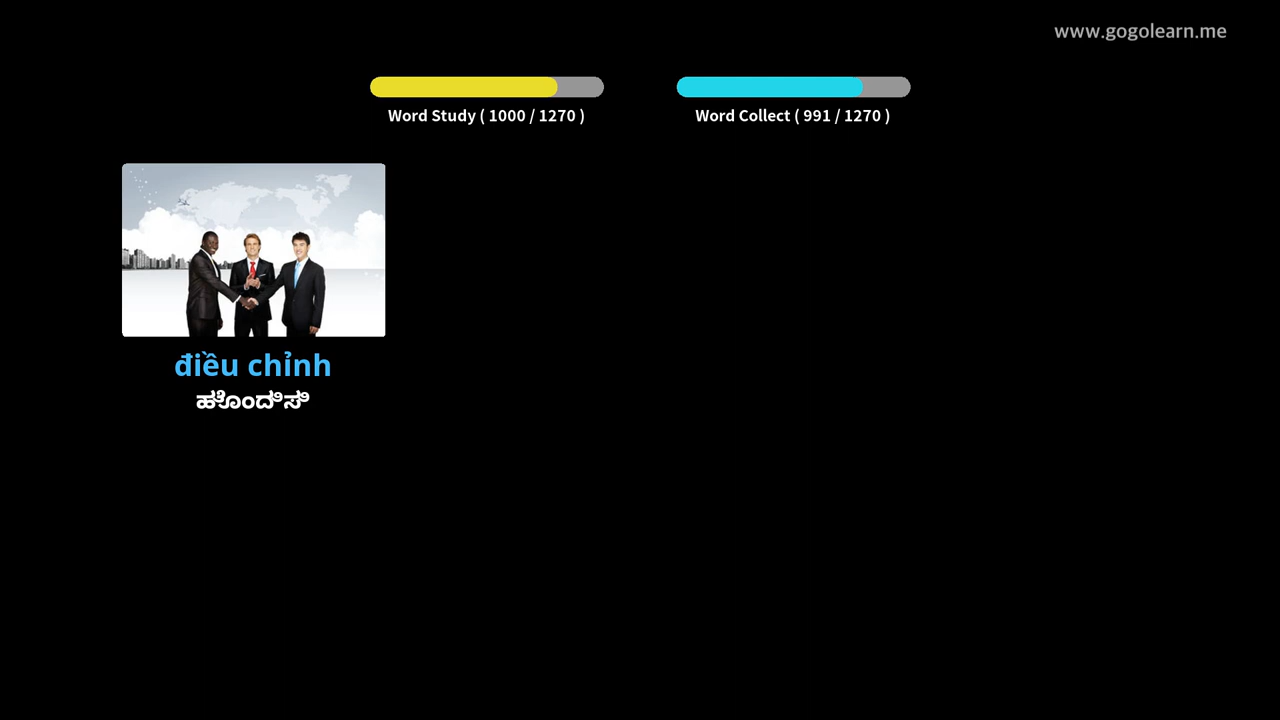 www.gogolearn.me
Word Study ( 1000 / 1270 )
Word Collect ( 991 / 1270 )
điều chỉnh
ಹೊಂದಿಸಿ